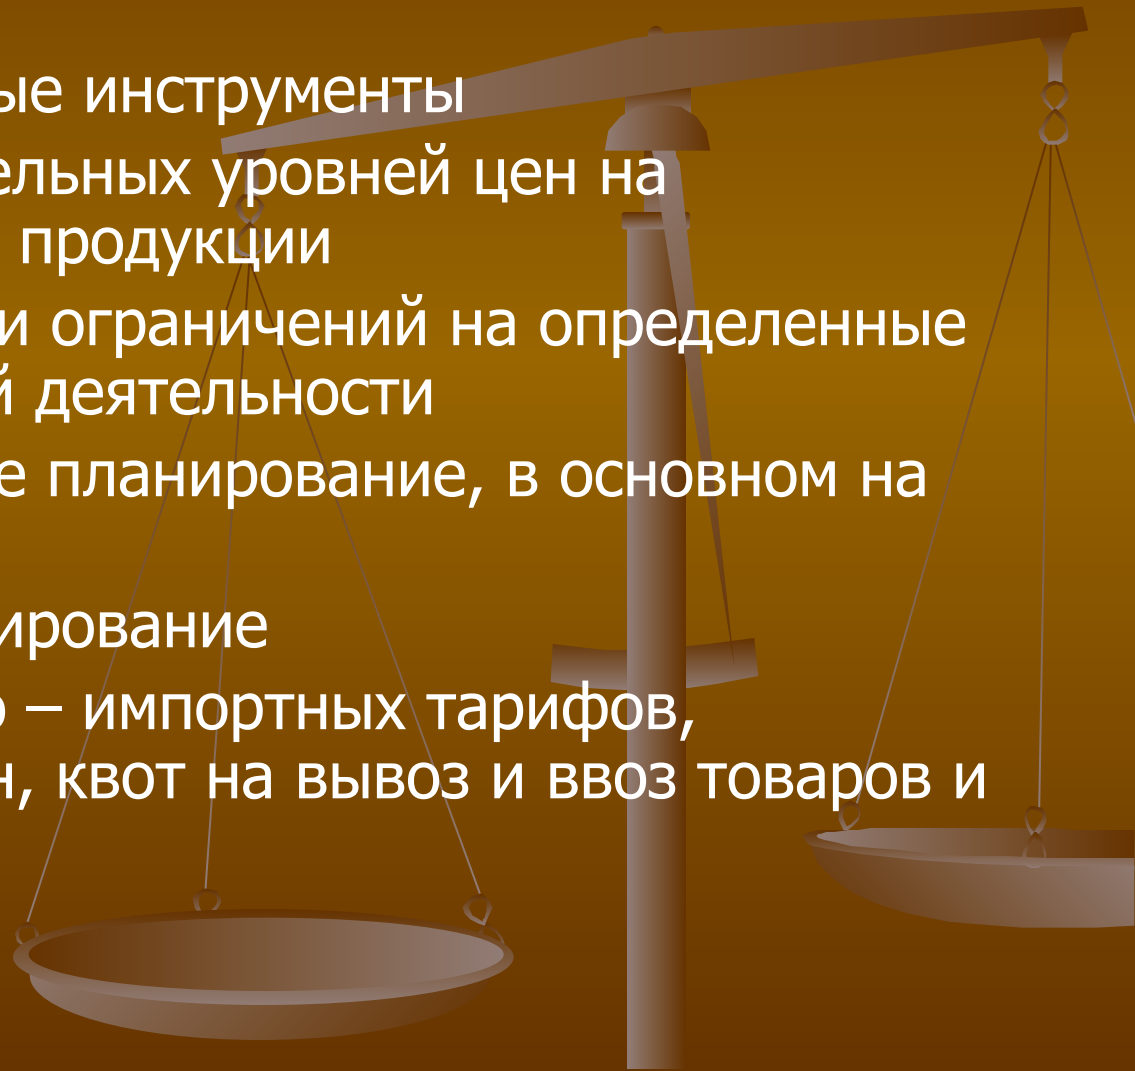 ые инструменты
ельных уровней цен на
продукции
и ограничений на определенные
й деятельности
е планирование, в основном на
ирование
о – импортных тарифов,
н, квот на вывоз и ввоз товаров и